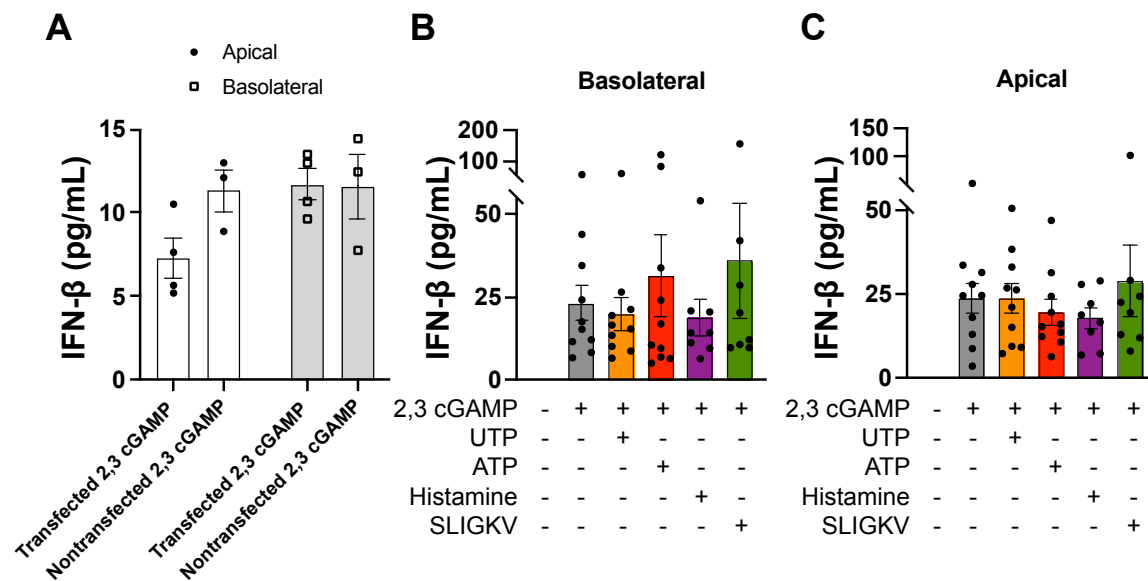 A
Apical
Basolateral
IFN-β (pg/mL)
15
10
5
0
Transfected 2,3 cGAMP
Nontransfected 2,3 cGAMP
Transfected 2,3 cGAMP
Nontransfected 2,3 cGAMP
B
Basolateral
IFN-β (pg/mL)
200
100
50
25
0
2,3 cGAMP - + + + + +
UTP - - + - - -
ATP - - - + - -
Histamine - - - - + -
SLIGKV - - - - - +
C
Apical
IFN-β (pg/mL)
150
100
50
25
0
2,3 cGAMP - + + + + +
UTP - - + - - -
ATP - - - + - -
Histamine - - - - + -
SLIGKV - - - - - +